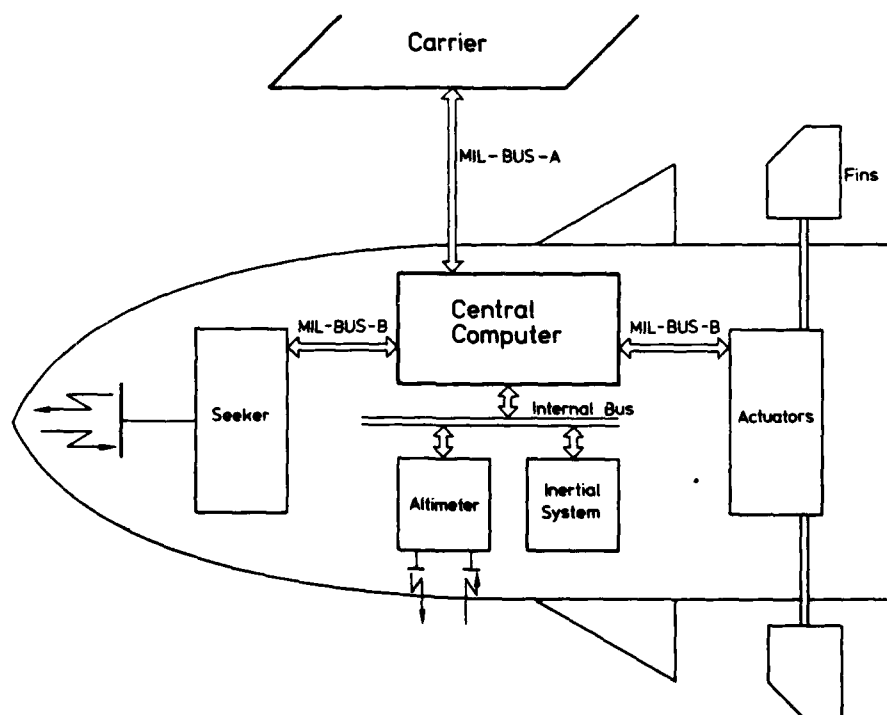 Carrier
MIL-BUS-A
Fins
Central
Computer
MIL-BUS-B
MIL-BUS-B
Seeker
Internal Bus
Actuators
Altimeter
Inertial
System